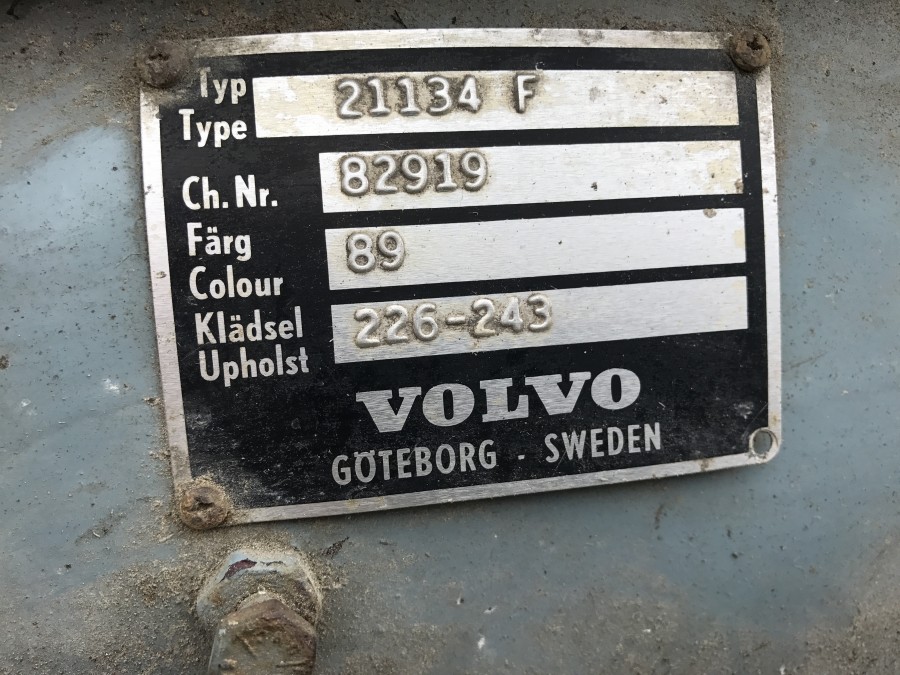 Typ
Type 21134 F
Ch.Nr. 82919
Färg
Colour 89
Klädsel
Upholst 226-243
VOLVO
GÖTEBORG - SWEDEN